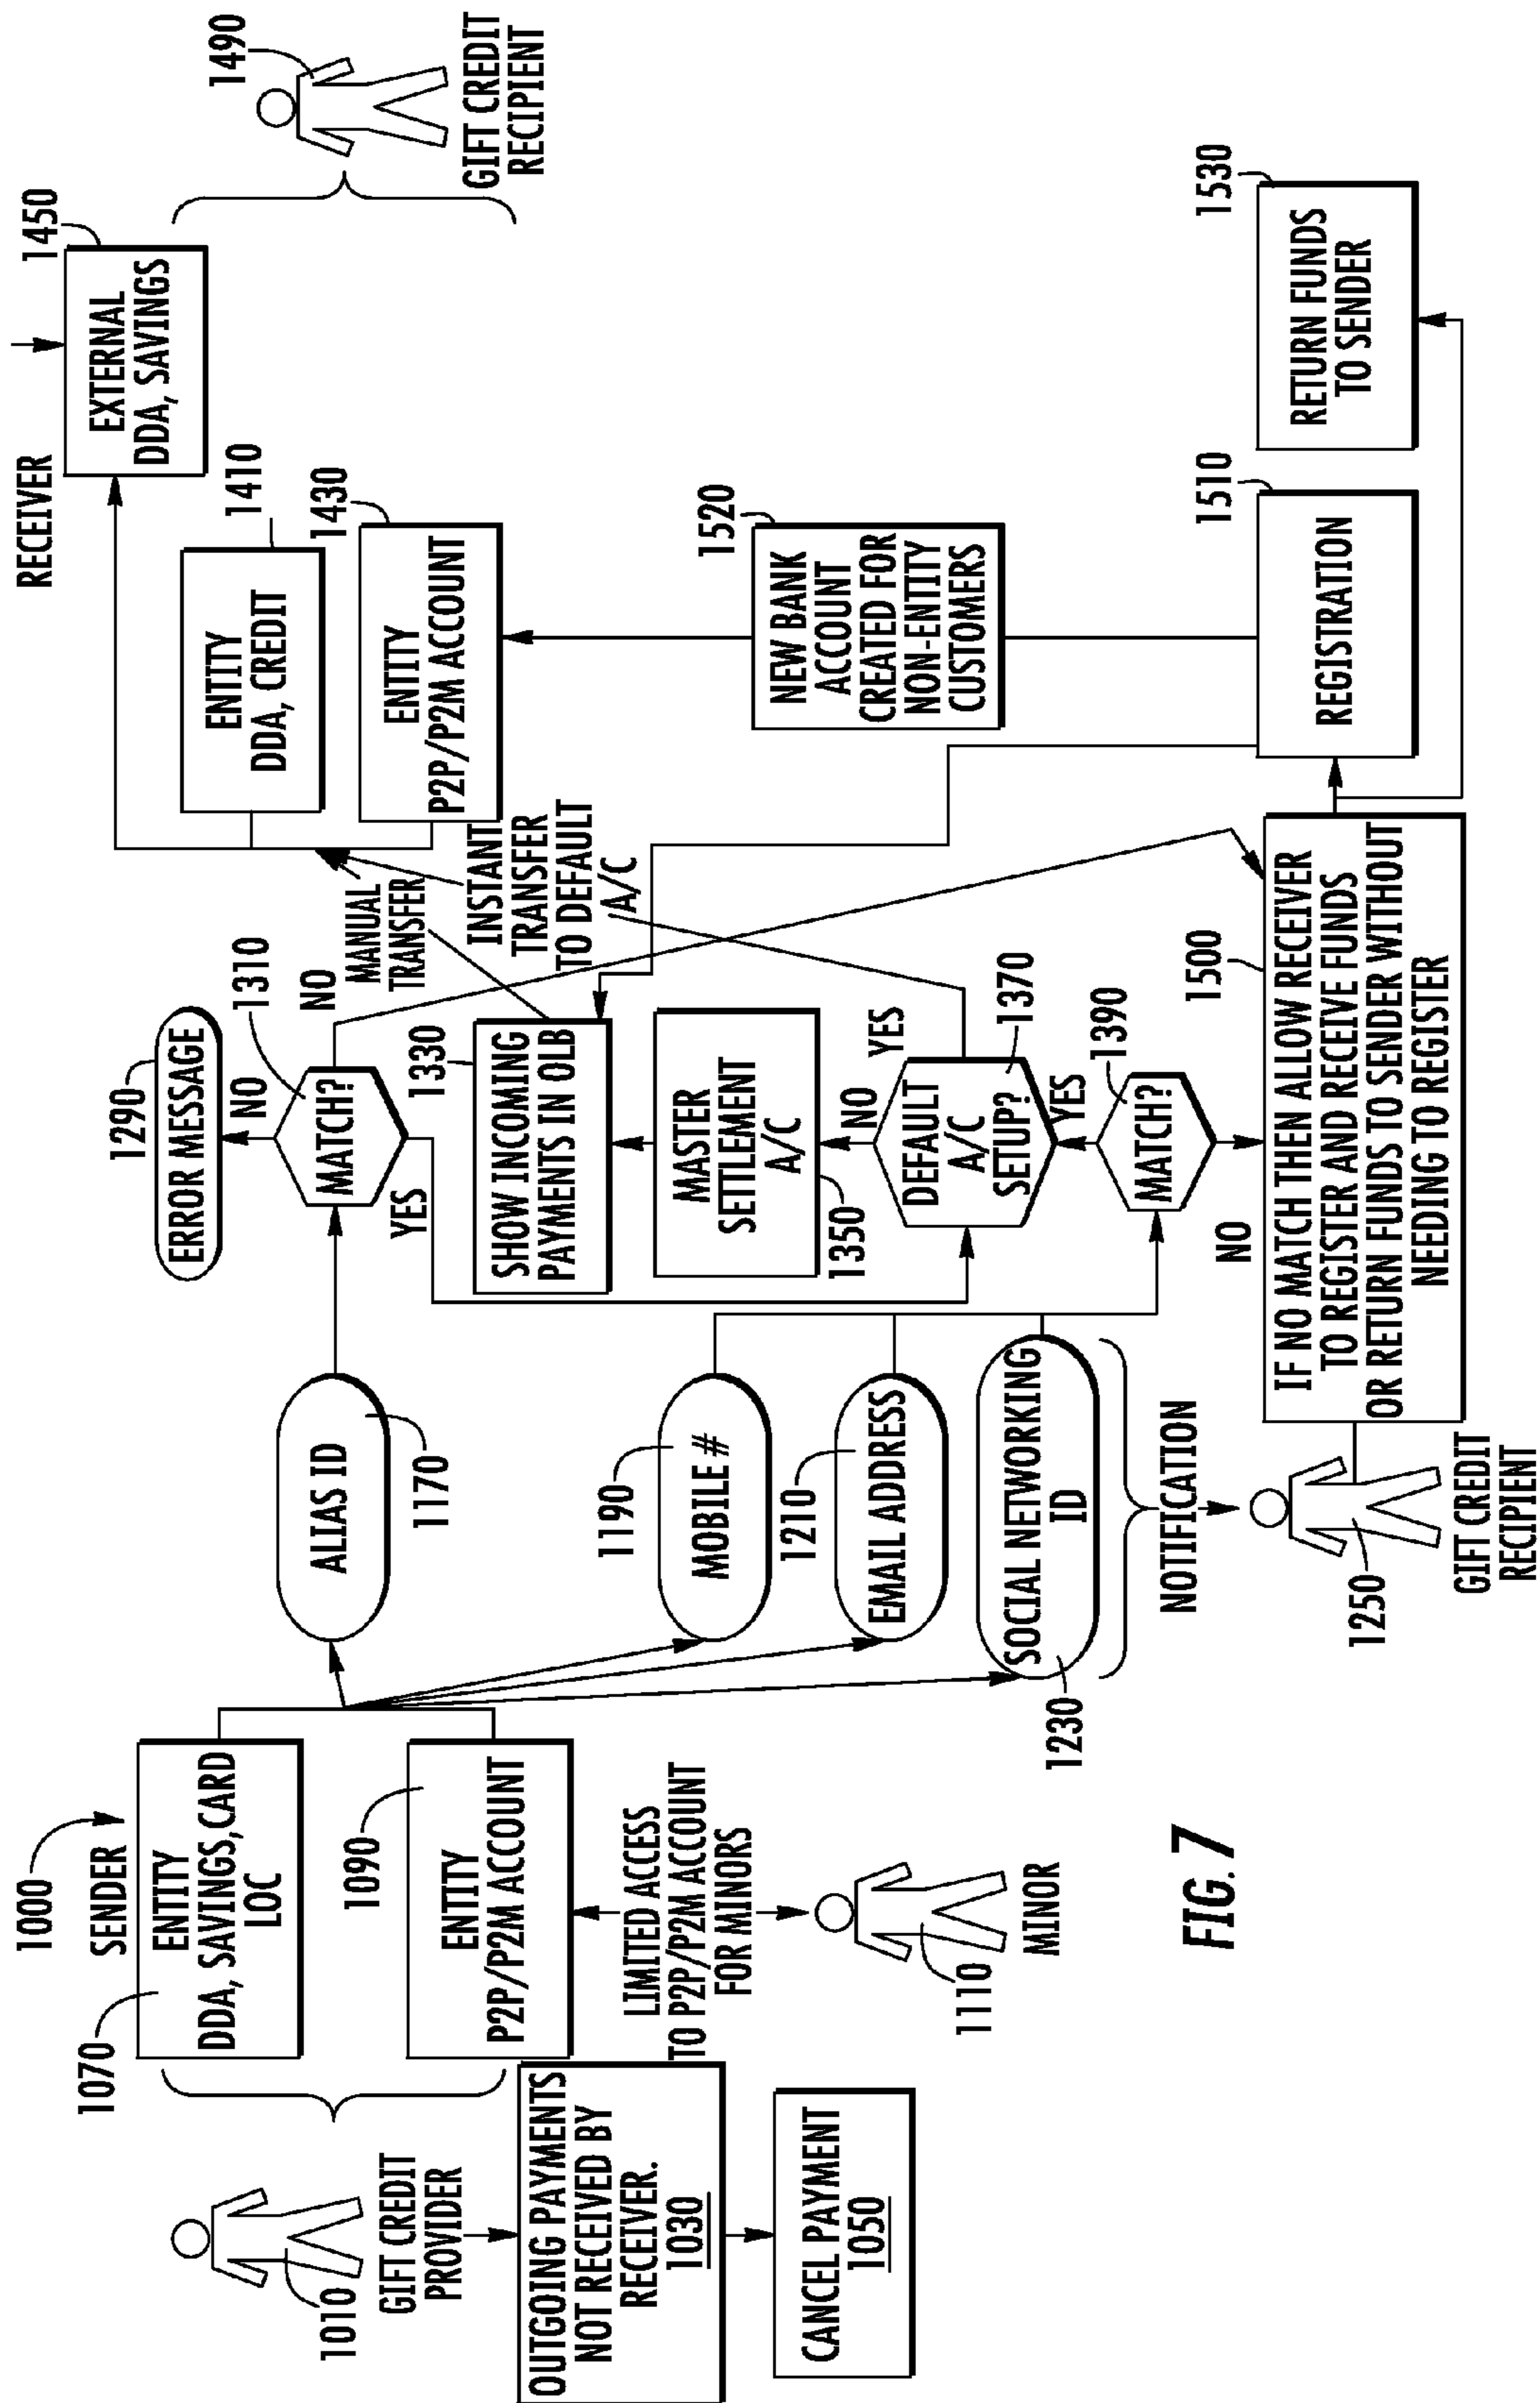 1000
SENDER
1070
ENTITY
DDA, SAVINGS, CARD
LOC
1090
ENTITY
P2P/P2M ACCOUNT
1010
GIFT CREDIT
PROVIDER
OUTGOING PAYMENTS
NOT RECEIVED BY
RECEIVER.
1030
CANCEL PAYMENT
1050
LIMITED ACCESS
TO P2P/P2M ACCOUNT
FOR MINORS
1110
MINOR
ALIAS ID
1170
1190
MOBILE #
1210
EMAIL ADDRESS
SOCIAL NETWORKING
ID
1230
NOTIFICATION
1250
GIFT CREDIT
RECIPIENT
1290
ERROR MESSAGE
NO
1310
MATCH?
NO
YES
MANUAL
TRANSFER
1330
SHOW INCOMING
PAYMENTS IN OLB
MASTER
SETTLEMENT
A/C
1350
NO
YES
DEFAULT
A/C
SETUP?
1370
YES
1390
MATCH?
NO
1500
IF NO MATCH THEN ALLOW RECEIVER
TO REGISTER AND RECEIVE FUNDS
OR RETURN FUNDS TO SENDER WITHOUT
NEEDING TO REGISTER
INSTANT
TRANSFER
TO DEFAULT
A/C
RECEIVER
1450
EXTERNAL
DDA, SAVINGS
1410
ENTITY
DDA, CREDIT
1430
ENTITY
P2P/P2M ACCOUNT
1490
GIFT CREDIT
RECIPIENT
1520
NEW BANK
ACCOUNT
CREATED FOR
NON-ENTITY
CUSTOMERS
1510
REGISTRATION
1530
RETURN FUNDS
TO SENDER
FIG. 7